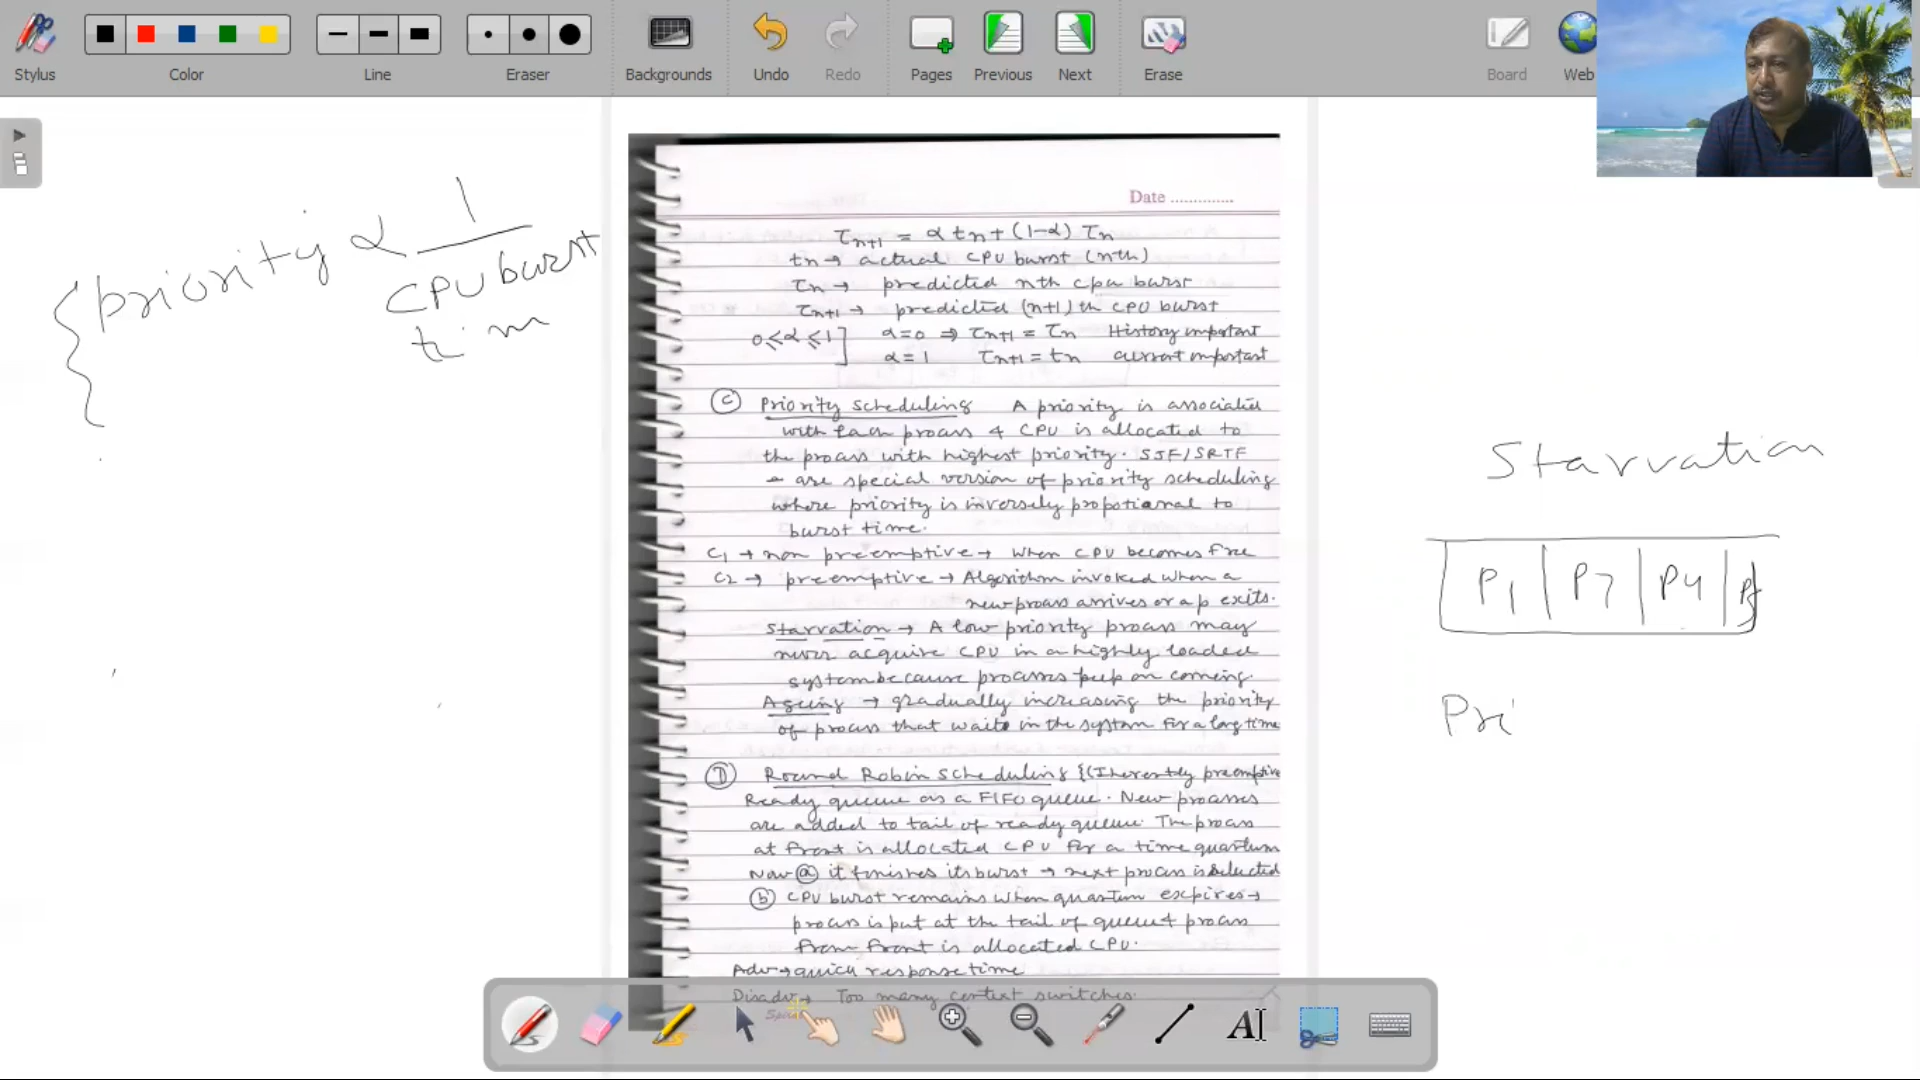 Stylus
Color
Line
Eraser
Backgrounds
Undo
Redo
Pages
Previous
Next
Erase
Board
Web
{ priority α 1
CPU burst
tim
Date ..............
τn+1 = α tn + (1-α) τn
tn → actual CPU burst (nth)
τn → predicted nth cpu burst
τn+1 → predicted (n+1)th CPU burst
0≤α≤1] α=0 ⇒ τn+1 = τn History important
α=1 τn+1 = tn current important
Ⓒ Priority scheduling A priority is associated
with each process & CPU is allocated to
the process with highest priority. SJF/SRTF
are special version of priority scheduling
where priority is inversely propotional to
burst time.
C1 → non preemptive → When CPU becomes free
C2 → preemptive → Algorithm invoked when a
new process arrives or a p exits.
Starvation → A low priority process may
never acquire CPU in a highly loaded
system because processes keep on coming.
Ageing → gradually increasing the priority
of process that waits in the system for a long time
Ⓓ Round Robin scheduling {(Inherently preemptive
Ready queue as a FIFO queue. New processes
are added to tail of ready queue. The process
at front is allocated CPU for a time quantum
Now ⓐ it finishes its burst → next process is selected
ⓑ CPU burst remains when quantum expires →
process is put at the tail of queue & process
from front is allocated CPU.
Adv → quick response time
Disadv → Too many context switches.
Starvation
P1 | P7 | P4 |
Pri